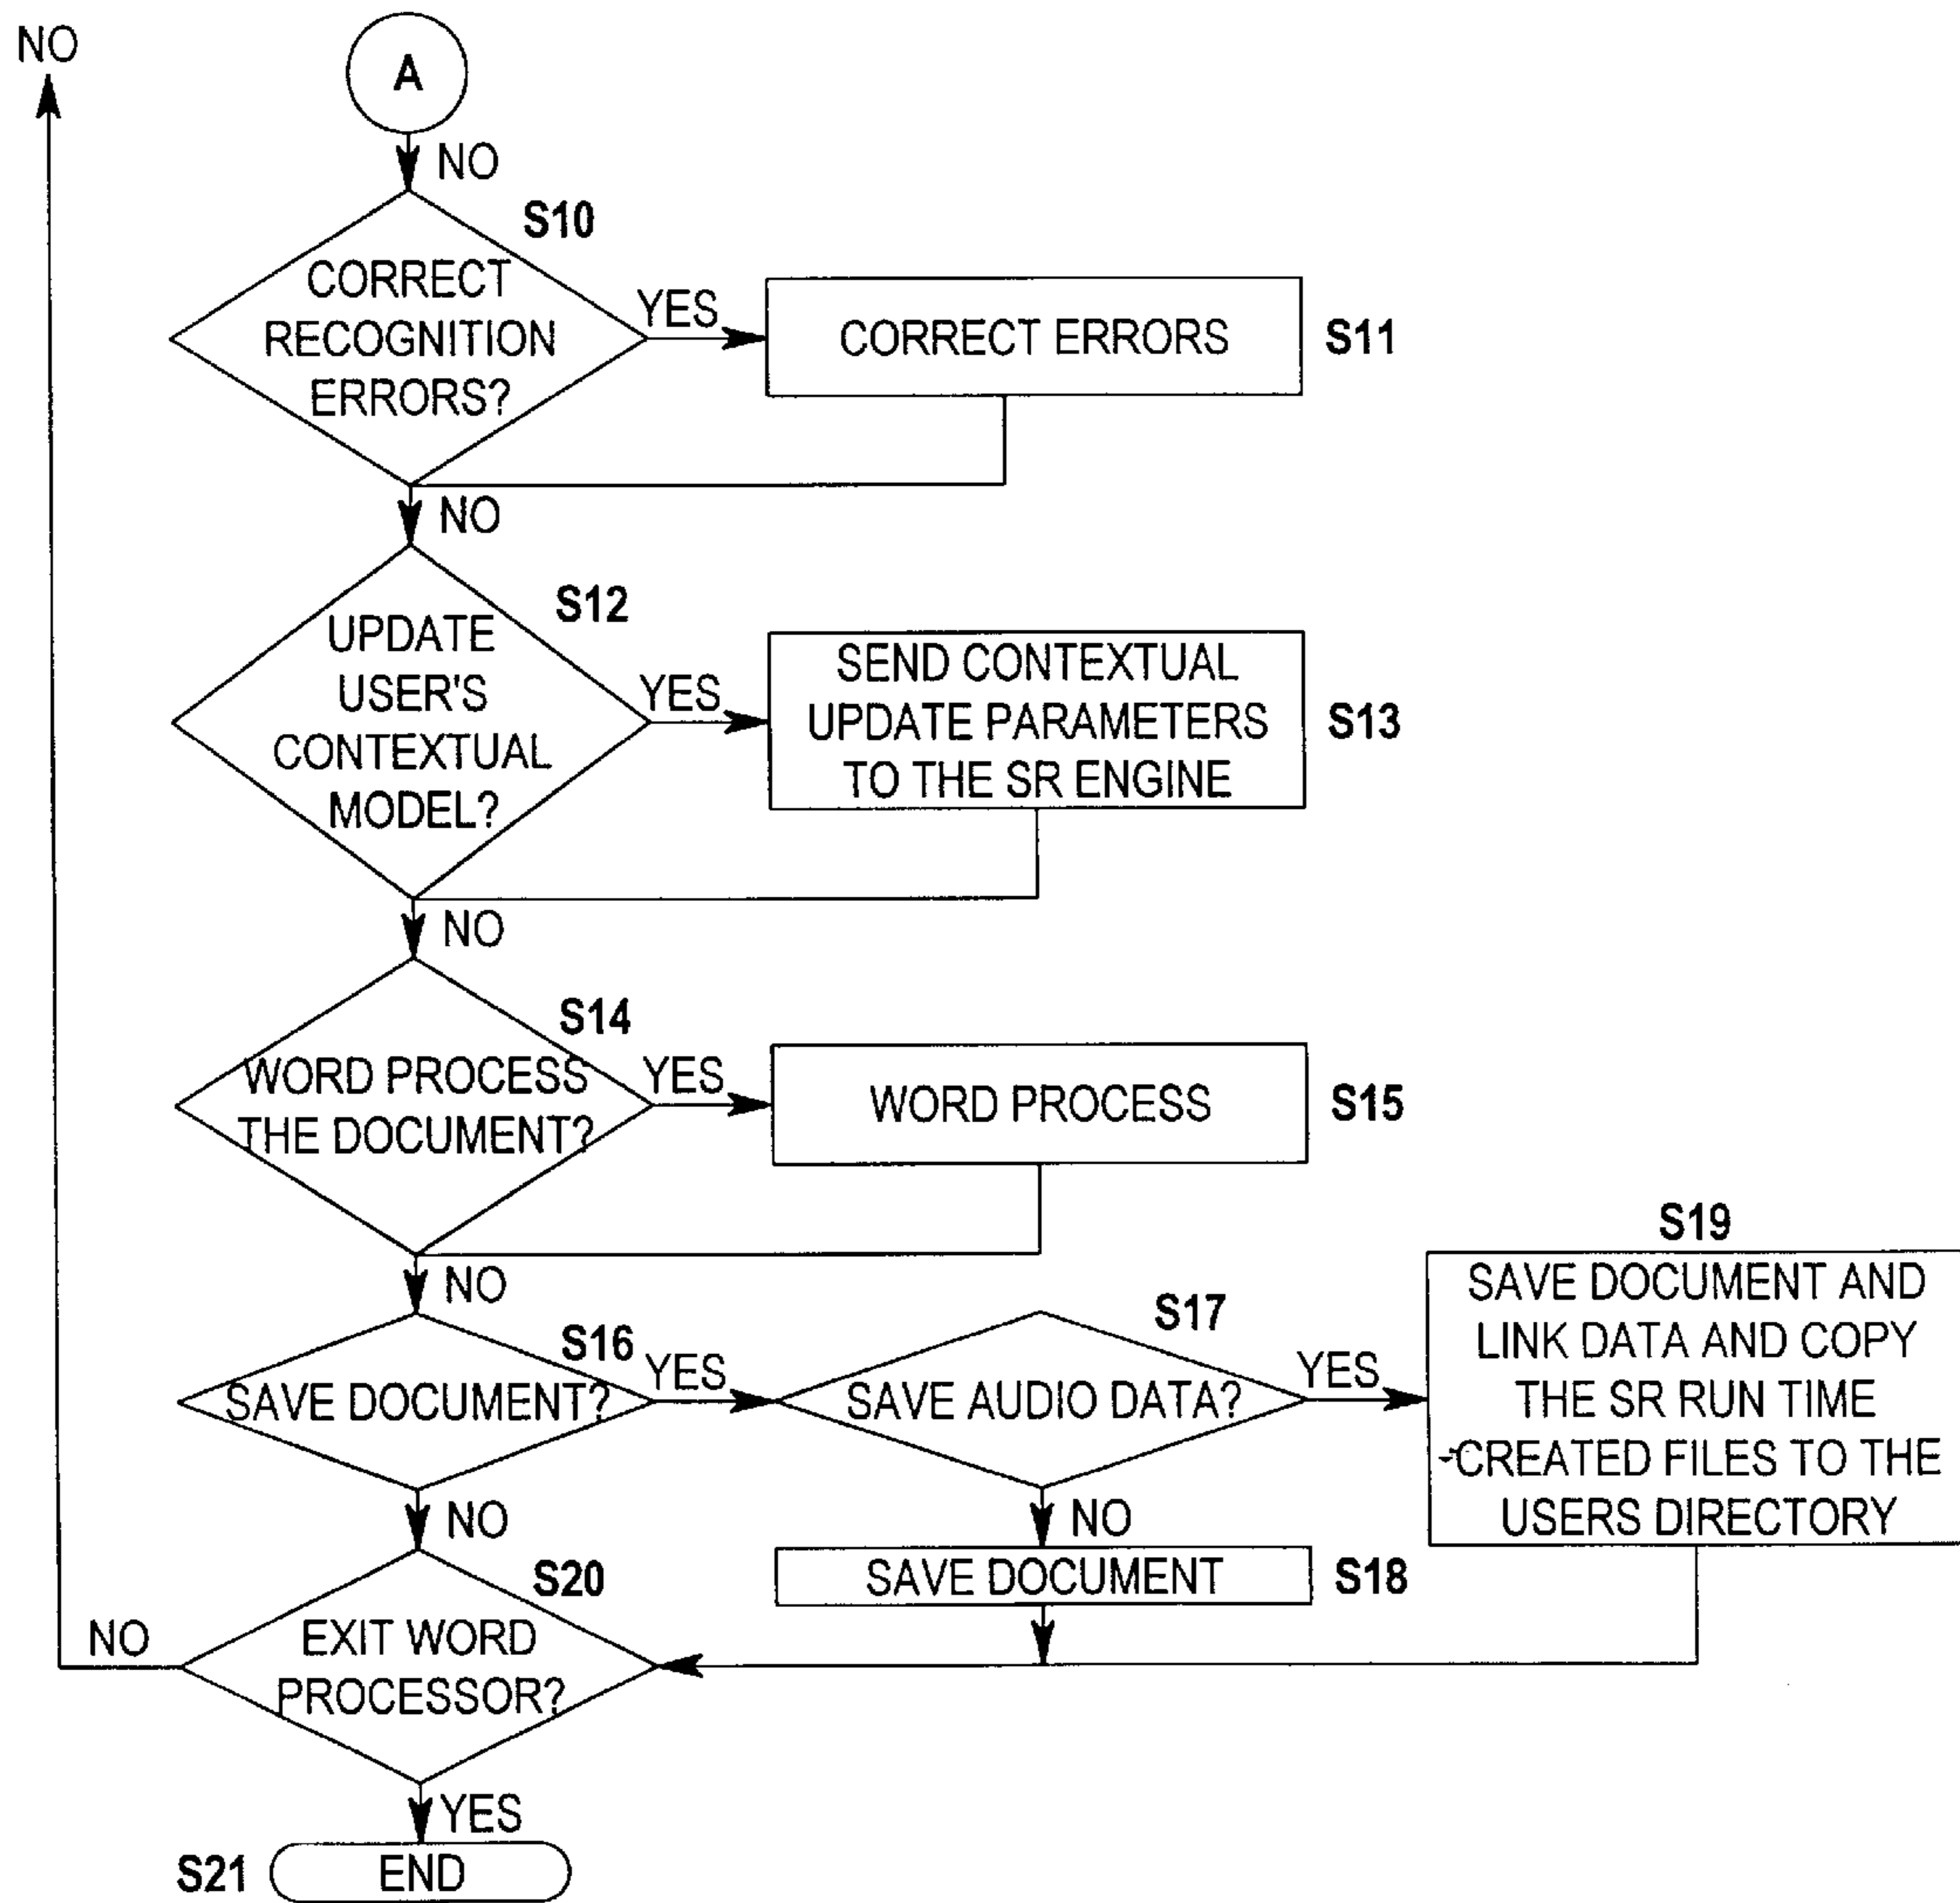 NO
A
NO
S10
CORRECT
RECOGNITION
ERRORS?
YES
CORRECT ERRORS
S11
NO
S12
UPDATE
USER'S
CONTEXTUAL
MODEL?
YES
SEND CONTEXTUAL
UPDATE PARAMETERS
TO THE SR ENGINE
S13
NO
S14
WORD PROCESS
THE DOCUMENT?
YES
WORD PROCESS
S15
NO
S16
SAVE DOCUMENT?
YES
S17
SAVE AUDIO DATA?
YES
S19
SAVE DOCUMENT AND
LINK DATA AND COPY
THE SR RUN TIME
-CREATED FILES TO THE
USERS DIRECTORY
NO
NO
SAVE DOCUMENT
S18
S20
EXIT WORD
PROCESSOR?
NO
YES
S21
END